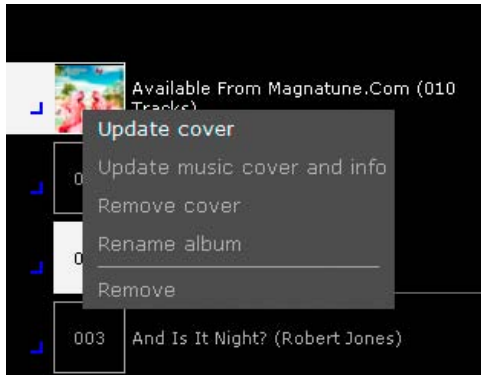 Available From Magnatune.Com (010
Tracks)
Update cover
Update music cover and info
Remove cover
Rename album
Remove
003 And Is It Night? (Robert Jones)